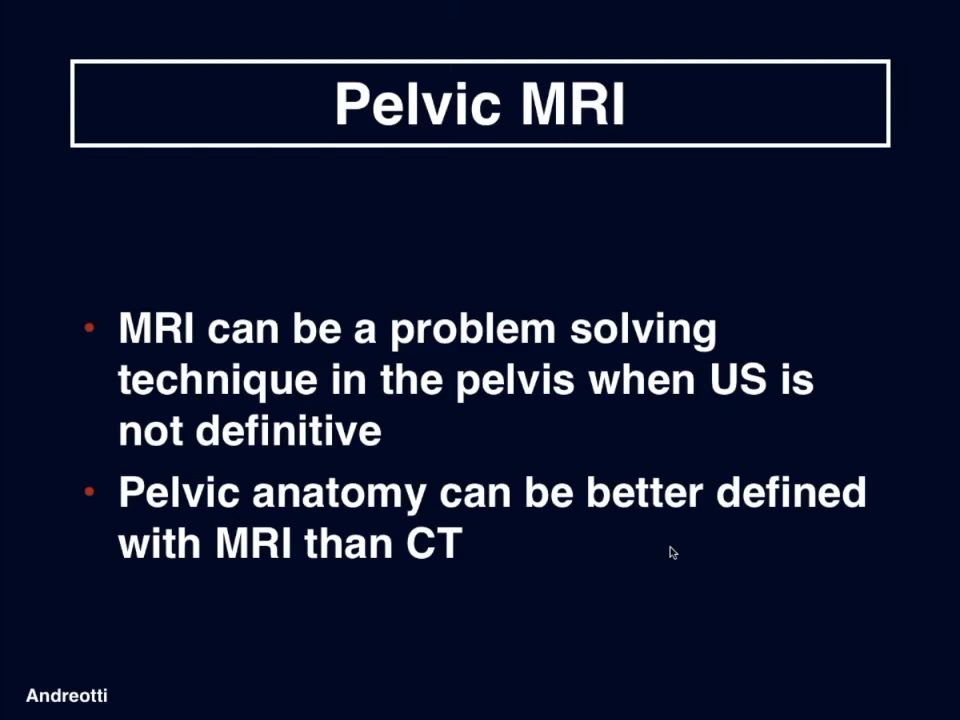 Pelvic MRI
• MRI can be a problem solving
technique in the pelvis when US is
not definitive
• Pelvic anatomy can be better defined
with MRI than CT
Andreotti